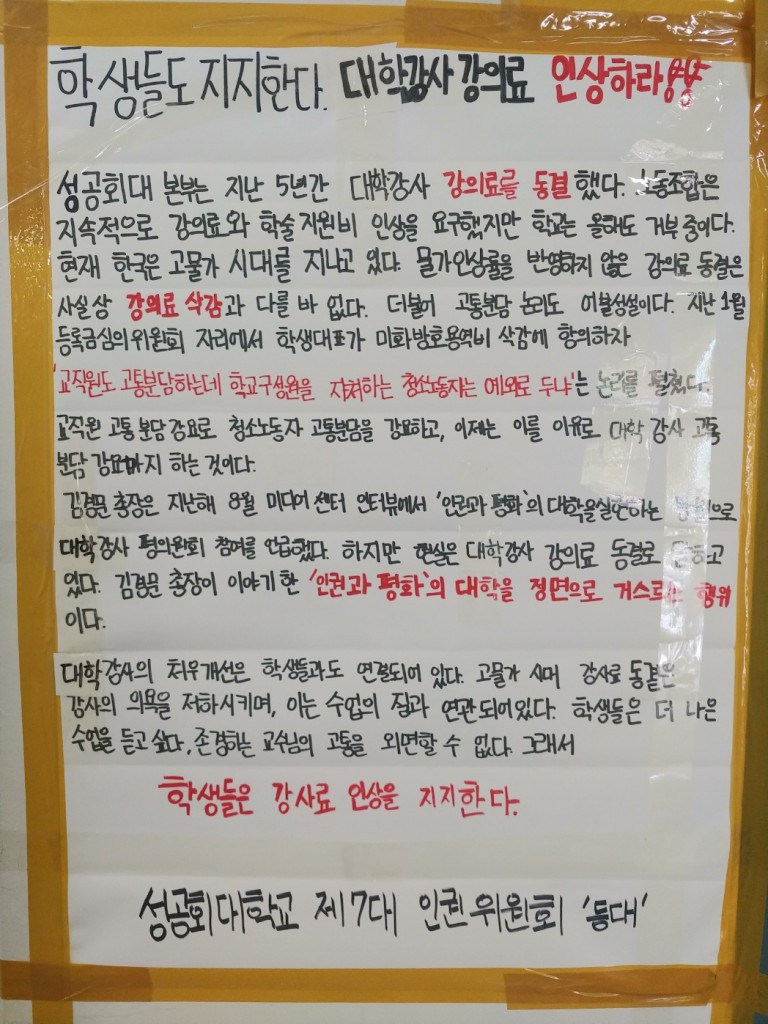 학생들도 지지한다. 대학강사 강의료 인상하라!!
성공회대 본부는 지난 5년간 대학강사 강의료를 동결했다. 노동조합은
지속적으로 강의료와 학술지원비 인상을 요구했지만 학교는 올해도 거부중이다.
현재 한국은 고물가 시대를 지나고 있다. 물가인상률을 반영하지 않은 강의료 동결은
사실상 강의료 삭감과 다를 바 없다. 더불어 고통분담 논리도 어불성설이다. 지난 1월
등록금심의위원회 자리에서 학생대표가 미화방호용역비 삭감에 항의하자
'교직원도 고통분담하는데 학교구성원을 자처하는 청소노동자는 예외로 두냐'는 논리를 펼쳤다.
교직원 고통 분담 강요로 청소노동자 고통분담을 강요하고, 이제는 이를 이유로 대학 강사 고통
분담 강요까지 하는 것이다.
김경문 총장은 지난해 8월 미디어 센터 인터뷰에서 '인권과 평화'의 대학을실현하는 방법으로
대학강사 평의원회 참여를 언급했다. 하지만 현실은 대학강사 강의료 동결로 답하고
있다. 김경문 총장이 이야기한 '인권과 평화'의 대학을 정면으로 거스르는 행위
이다.
대학강사의 처우개선은 학생들과도 연결되어 있다. 고물가 시대 강사료 동결은
강사의 의욕을 저하시키며, 이는 수업의 질과 연관되어있다. 학생들은 더 나은
수업을 듣고 싶다, 존경하는 교수님의 고통을 외면할 수 없다. 그래서
학생들은 강사료 인상을 지지한다.
성공회대학교 제7대 인권위원회 '등대'